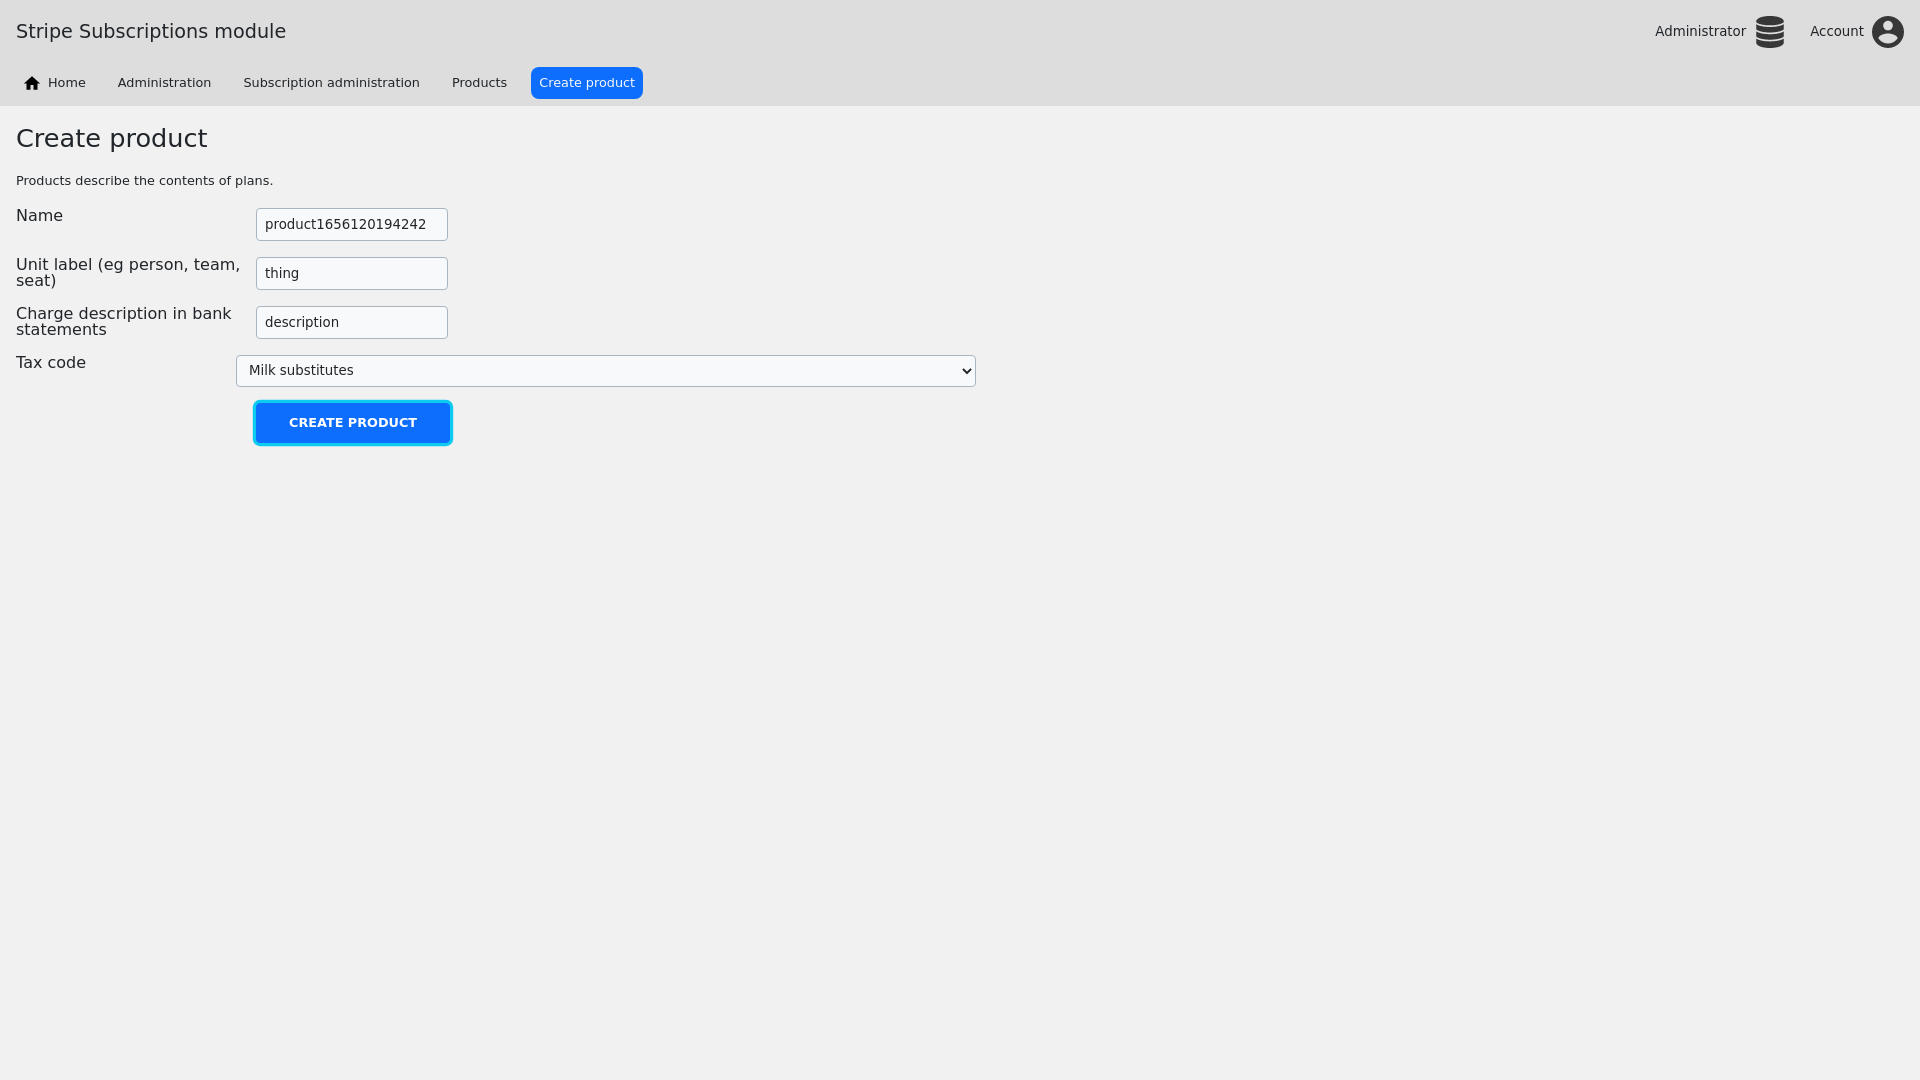 Stripe Subscriptions module
Administrator
Account
Home
Administration
Subscription administration
Products
Create product
Create product
Products describe the contents of plans.
Name
product1656120194242
Unit label (eg person, team,
seat)
thing
Charge description in bank
statements
description
Tax code
Milk substitutes
CREATE PRODUCT